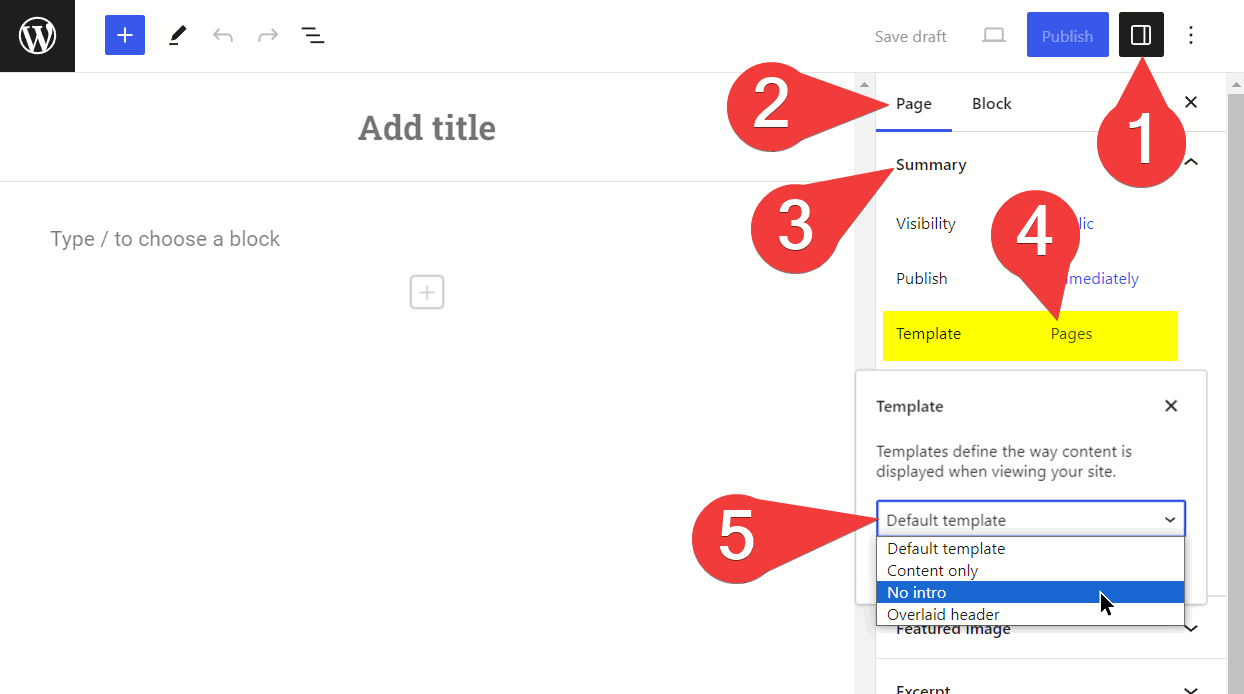 Save draft
Publish
Page
Block
1
2
Add title
Summary
3
Type / to choose a block
Visibility
lic
4
Publish
mediately
Template
Pages
Template
Templates define the way content is
displayed when viewing your site.
5
Default template
Default template
Content only
No intro
Overlaid header
Featured Image
Excerpt